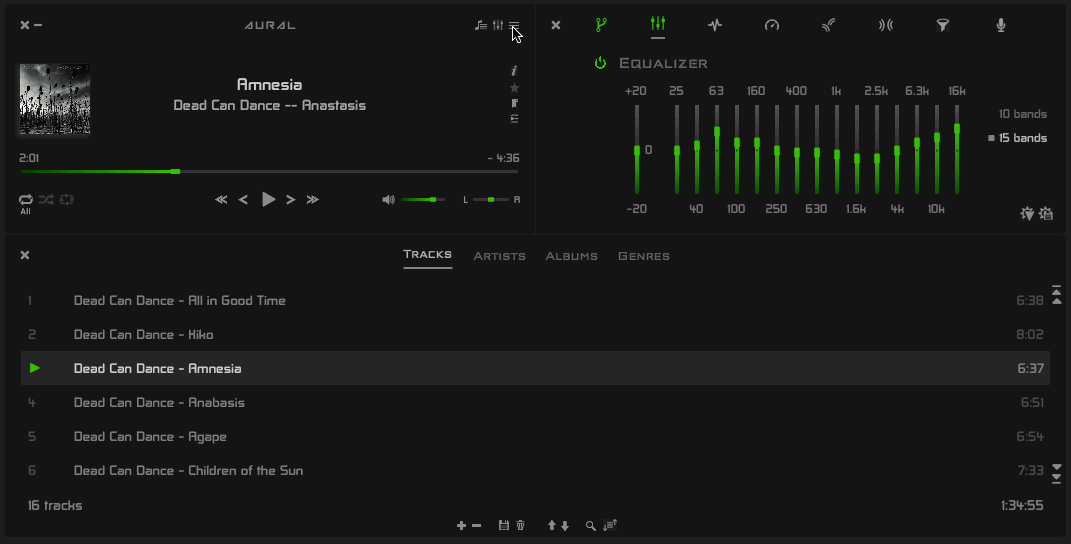 AURAL
Amnesia
Dead Can Dance -- Anastasis
i
2:01 - 4:36
All
L R
Equalizer
+20 25 63 160 400 1k 2.5k 6.3k 16k
0
10 bands
15 bands
-20 40 100 250 630 1.6k 4k 10k
Tracks Artists Albums Genres
1 Dead Can Dance - All in Good Time 6:38
2 Dead Can Dance - Kiko 8:02
Dead Can Dance - Amnesia 6:37
4 Dead Can Dance - Anabasis 6:51
5 Dead Can Dance - Agape 6:54
6 Dead Can Dance - Children of the Sun 7:33
16 tracks 1:34:55